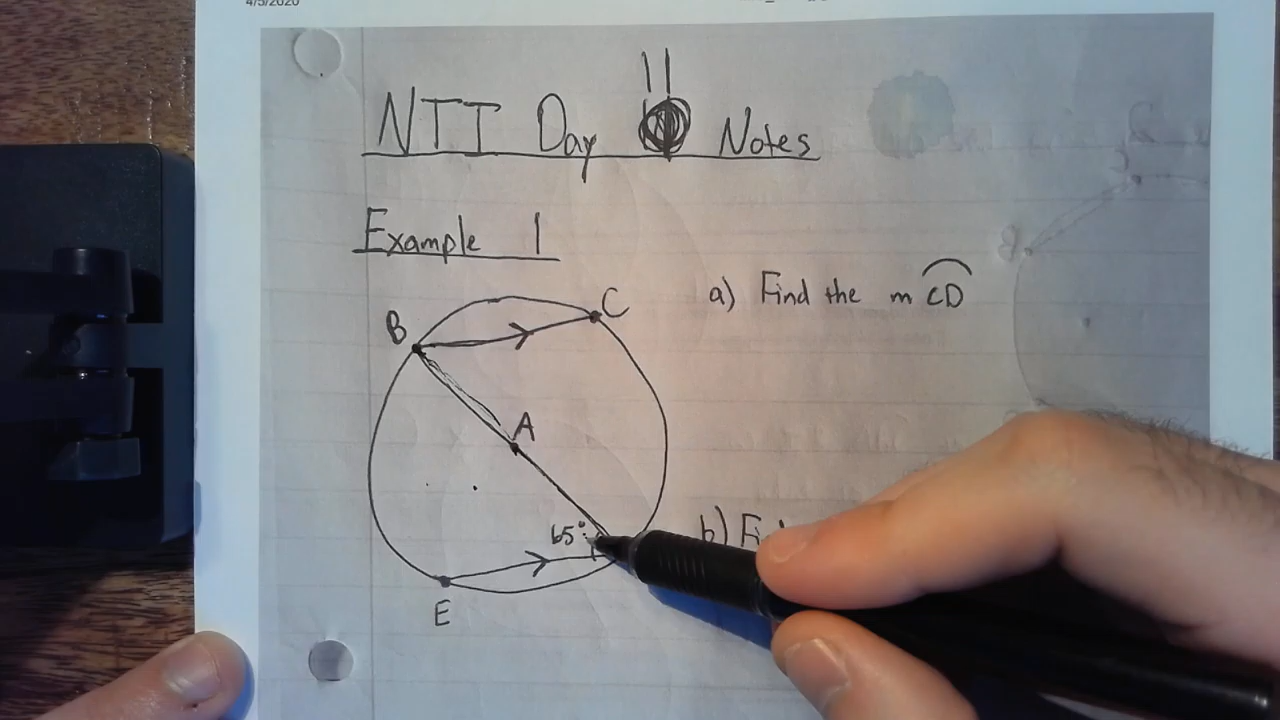 4/5/2020
NTI Day 11 Notes
Example 1
a) Find the m CD
B
C
A
65°
b)
E